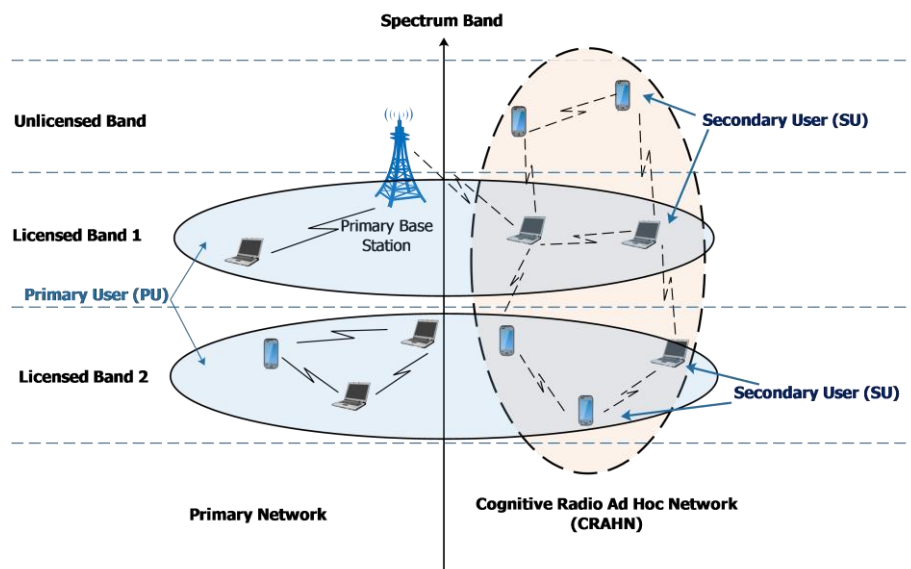 Spectrum Band
Unlicensed Band
Secondary User (SU)
Licensed Band 1
Primary Base
Station
Primary User (PU)
Licensed Band 2
Secondary User (SU)
Primary Network
Cognitive Radio Ad Hoc Network
(CRAHN)